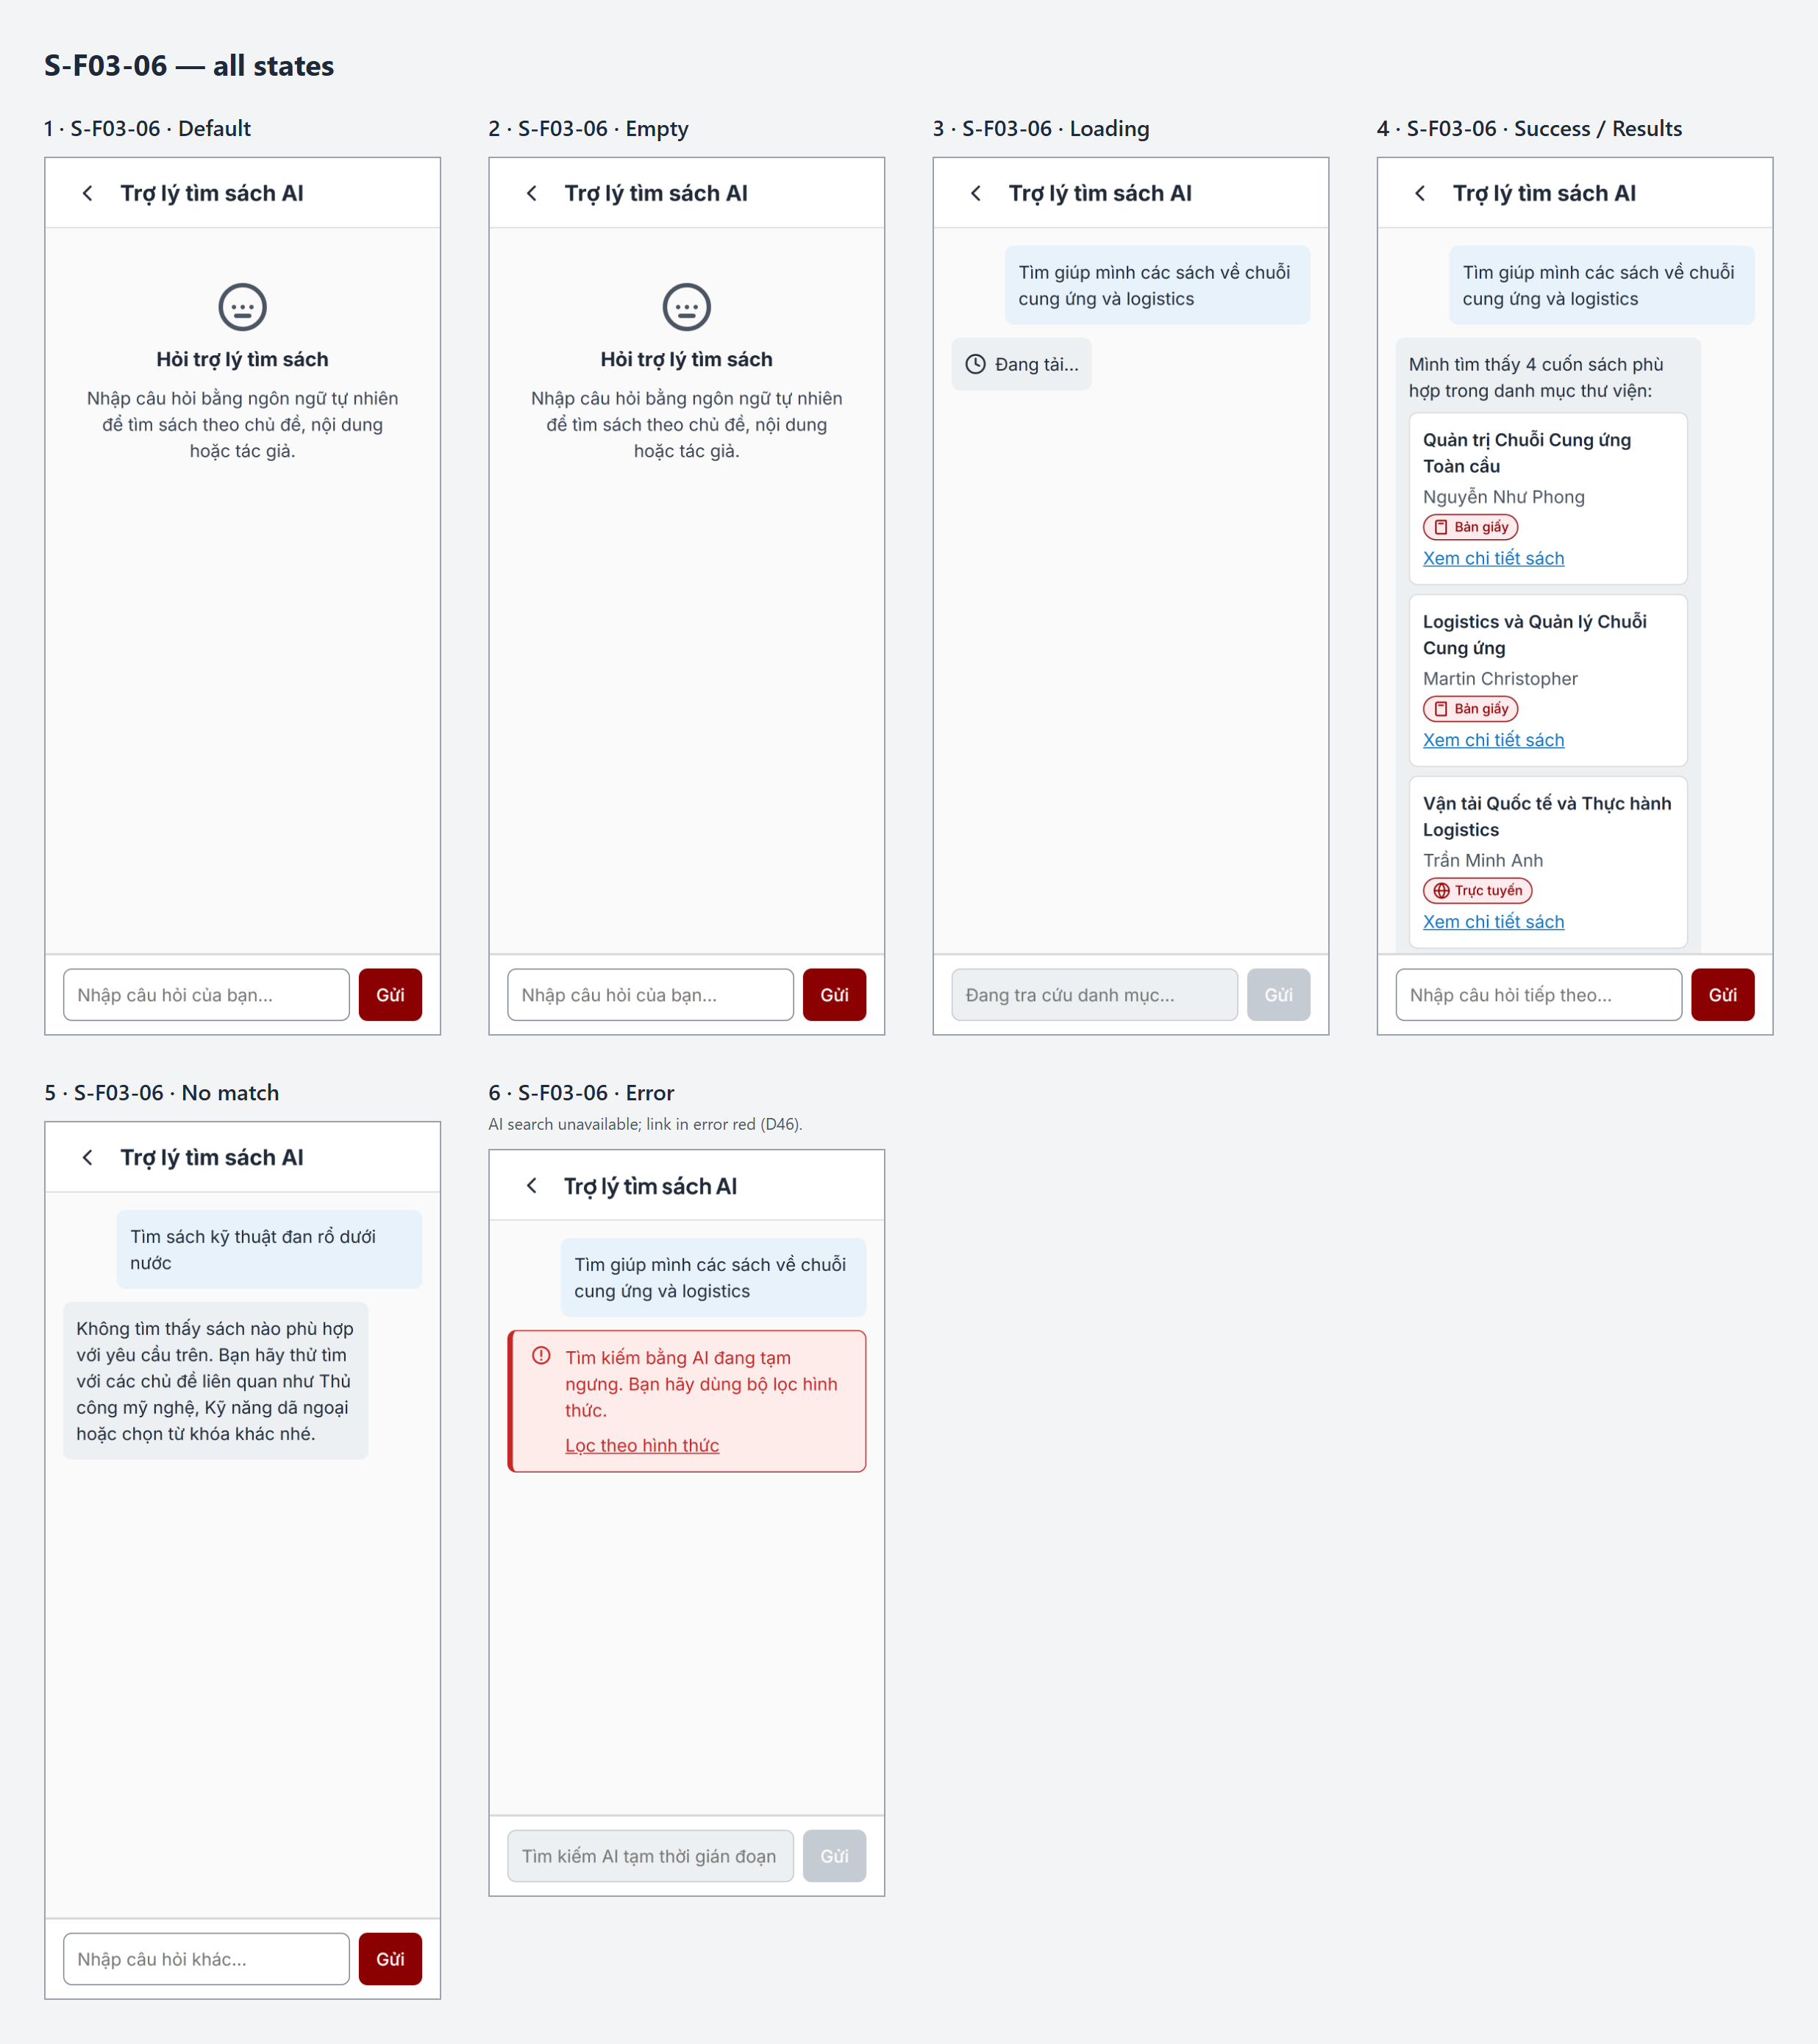 S-F03-06 — all states
1 · S-F03-06 · Default
Trợ lý tìm sách AI
Hỏi trợ lý tìm sách
Nhập câu hỏi bằng ngôn ngữ tự nhiên
để tìm sách theo chủ đề, nội dung
hoặc tác giả.
Nhập câu hỏi của bạn...
Gửi
2 · S-F03-06 · Empty
Trợ lý tìm sách AI
Hỏi trợ lý tìm sách
Nhập câu hỏi bằng ngôn ngữ tự nhiên
để tìm sách theo chủ đề, nội dung
hoặc tác giả.
Nhập câu hỏi của bạn...
Gửi
3 · S-F03-06 · Loading
Trợ lý tìm sách AI
Tìm giúp mình các sách về chuỗi
cung ứng và logistics
Đang tải...
Đang tra cứu danh mục...
Gửi
4 · S-F03-06 · Success / Results
Trợ lý tìm sách AI
Tìm giúp mình các sách về chuỗi
cung ứng và logistics
Mình tìm thấy 4 cuốn sách phù
hợp trong danh mục thư viện:
Quản trị Chuỗi Cung ứng
Toàn cầu
Nguyễn Như Phong
Bản giấy
Xem chi tiết sách
Logistics và Quản lý Chuỗi
Cung ứng
Martin Christopher
Bản giấy
Xem chi tiết sách
Vận tải Quốc tế và Thực hành
Logistics
Trần Minh Anh
Trực tuyến
Xem chi tiết sách
Nhập câu hỏi tiếp theo...
Gửi
5 · S-F03-06 · No match
Trợ lý tìm sách AI
Tìm sách kỹ thuật đan rổ dưới
nước
Không tìm thấy sách nào phù hợp
với yêu cầu trên. Bạn hãy thử tìm
với các chủ đề liên quan như Thủ
công mỹ nghệ, Kỹ năng dã ngoại
hoặc chọn từ khóa khác nhé.
Nhập câu hỏi khác...
Gửi
6 · S-F03-06 · Error
AI search unavailable; link in error red (D46).
Trợ lý tìm sách AI
Tìm giúp mình các sách về chuỗi
cung ứng và logistics
Tìm kiếm bằng AI đang tạm
ngưng. Bạn hãy dùng bộ lọc hình
thức.
Lọc theo hình thức
Tìm kiếm AI tạm thời gián đoạn
Gửi